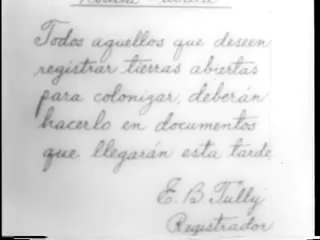 Todos aquellos que deseen
registrar tierras abiertas
para colonizar, deberán
hacerlo en documentos
que llegarán esta tarde.
E. B. Tully
Registrador